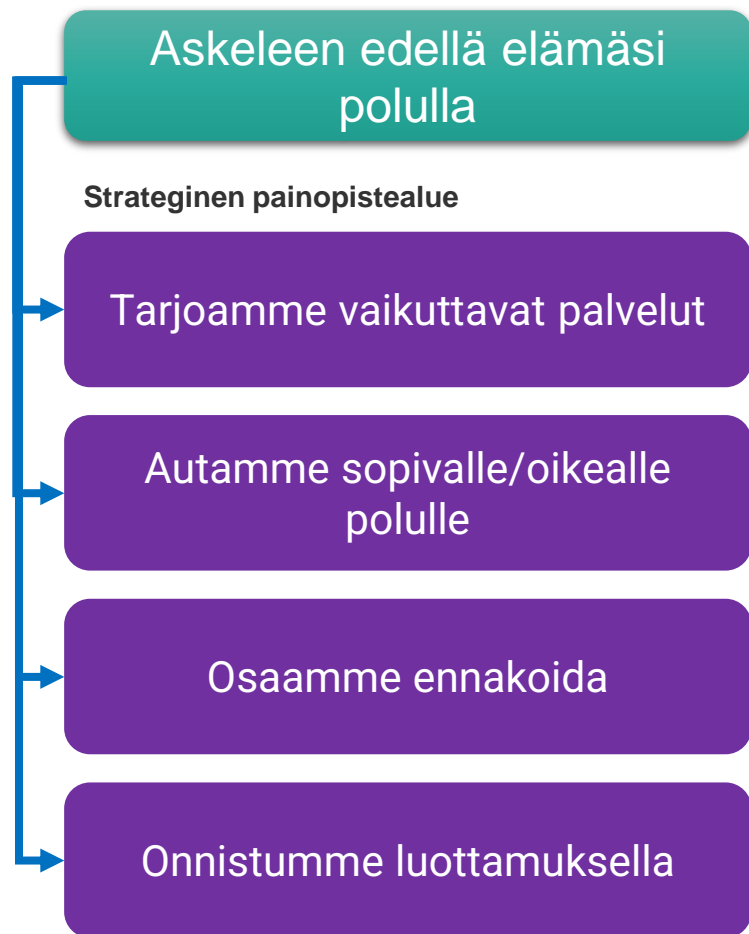 Askeleen edellä elämäsi
polulla
Strateginen painopistealue
Tarjoamme vaikuttavat palvelut
Autamme sopivalle/oikealle
polulle
Osaamme ennakoida
Onnistumme luottamuksella